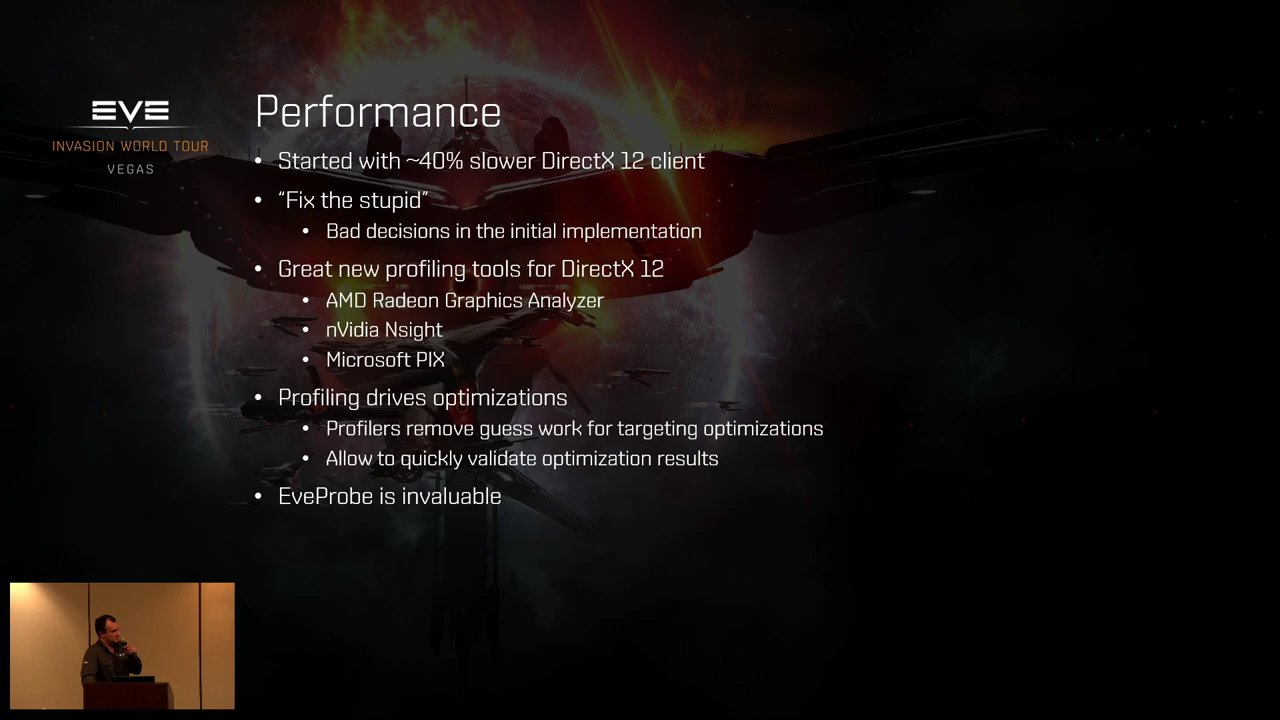 EVE
INVASION WORLD TOUR
VEGAS
Performance
• Started with ~40% slower DirectX 12 client
• “Fix the stupid”
• Bad decisions in the initial implementation
• Great new profiling tools for DirectX 12
• AMD Radeon Graphics Analyzer
• nVidia Nsight
• Microsoft PIX
• Profiling drives optimizations
• Profilers remove guess work for targeting optimizations
• Allow to quickly validate optimization results
• EveProbe is invaluable